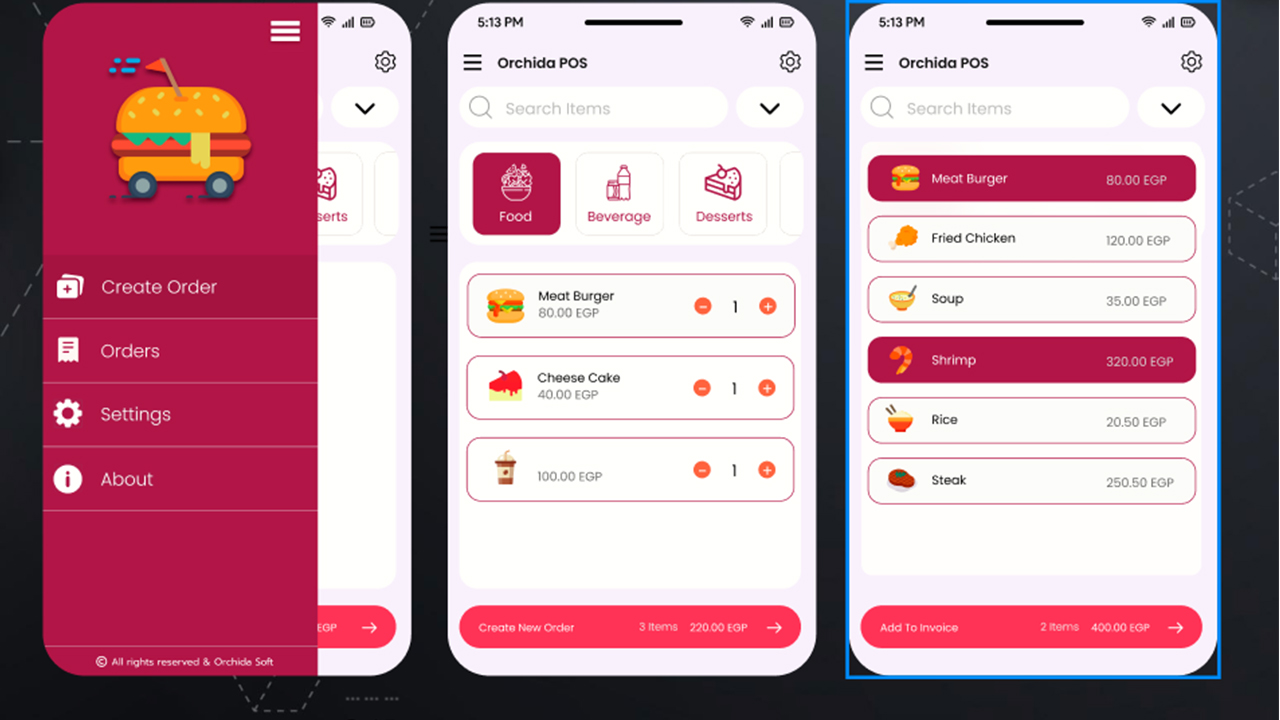 Create Order
Orders
Settings
About
© All rights reserved & Orchida Soft
serts
EGP
5:13 PM
Orchida POS
Search Items
Food
Beverage
Desserts
Meat Burger
80.00 EGP
1
Cheese Cake
40.00 EGP
1
100.00 EGP
1
Create New Order 3 Items 220.00 EGP
5:13 PM
Orchida POS
Search Items
Meat Burger 80.00 EGP
Fried Chicken 120.00 EGP
Soup 35.00 EGP
Shrimp 320.00 EGP
Rice 20.50 EGP
Steak 250.50 EGP
Add To Invoice 2 Items 400.00 EGP